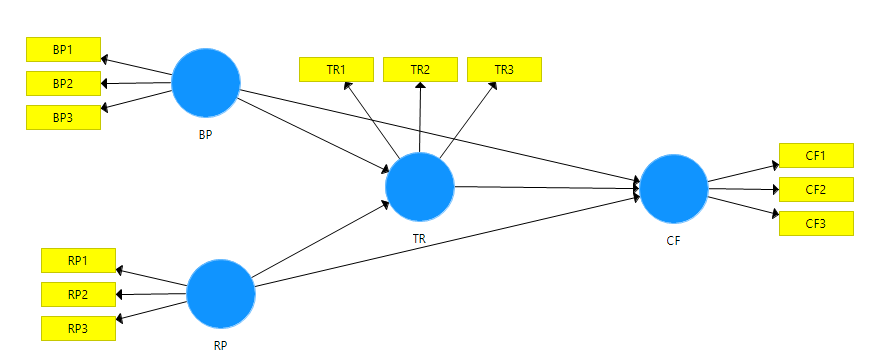 BP1
BP2
BP3
BP
TR1
TR2
TR3
TR
CF1
CF2
CF3
CF
RP1
RP2
RP3
RP